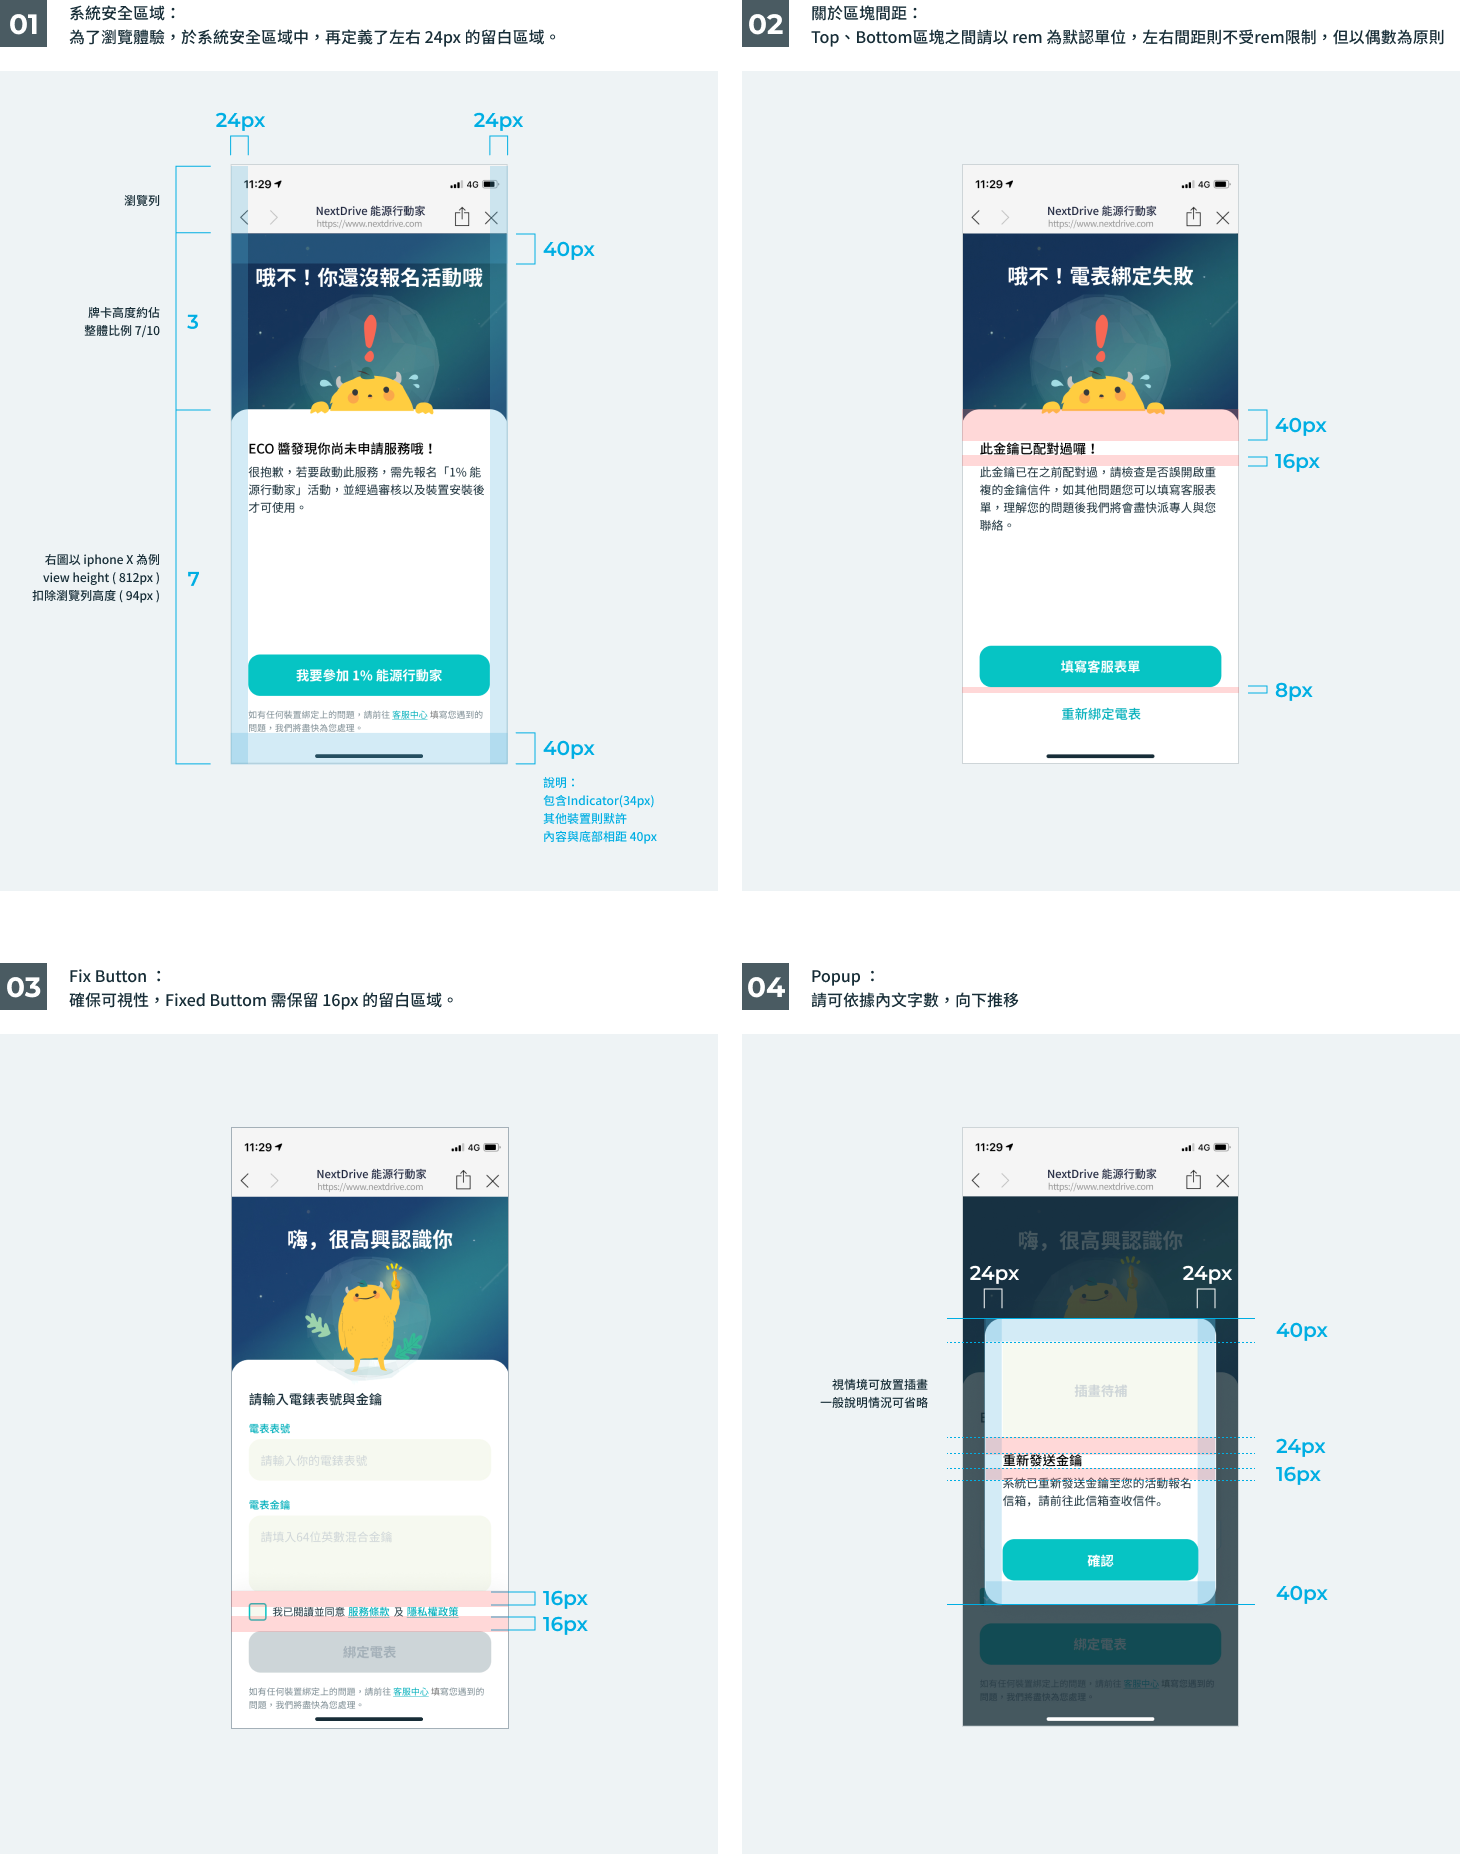 01
系統安全區域：
為了瀏覽體驗，於系統安全區域中，再定義了左右 24px 的留白區域。
24px
24px
瀏覽列
牌卡高度約佔
整體比例 7/10
3
右圖以 iphone X 為例
view height ( 812px )
扣除瀏覽列高度 ( 94px )
7
11:29
4G
NextDrive 能源行動家
https://www.nextdrive.com
哦不！你還沒報名活動哦
ECO 醬發現你尚未申請服務哦！
很抱歉，若要啟動此服務，需先報名「1% 能
源行動家」活動，並經過審核以及裝置安裝後
才可使用。
我要參加 1% 能源行動家
如有任何裝置綁定上的問題，請前往 客服中心 填寫您遇到的
問題，我們將盡快為您處理。
40px
40px
說明：
包含Indicator(34px)
其他裝置則默許
內容與底部相距 40px
02
關於區塊間距：
Top、Bottom區塊之間請以 rem 為默認單位，左右間距則不受rem限制，但以偶數為原則
11:29
4G
NextDrive 能源行動家
https://www.nextdrive.com
哦不！電表綁定失敗
此金鑰已配對過囉！
此金鑰已在之前配對過，請檢查是否誤開啟重
複的金鑰信件，如其他問題您可以填寫客服表
單，理解您的問題後我們將會盡快派專人與您
聯絡。
填寫客服表單
重新綁定電表
40px
16px
8px
03
Fix Button ：
確保可視性，Fixed Buttom 需保留 16px 的留白區域。
11:29
4G
NextDrive 能源行動家
https://www.nextdrive.com
嗨，很高興認識你
請輸入電錶表號與金鑰
電表表號
請輸入你的電錶表號
電表金鑰
請填入64位英數混合金鑰
我已閱讀並同意 服務條款 及 隱私權政策
綁定電表
如有任何裝置綁定上的問題，請前往 客服中心 填寫您遇到的
問題，我們將盡快為您處理。
16px
16px
04
Popup ：
請可依據內文字數，向下推移
11:29
4G
NextDrive 能源行動家
https://www.nextdrive.com
嗨，很高興認識你
24px
24px
視情境可放置插畫
一般說明情況可省略
插畫待補
重新發送金鑰
系統已重新發送金鑰至您的活動報名
信箱，請前往此信箱查收信件。
確認
綁定電表
如有任何裝置綁定上的問題，請前往 客服中心 填寫您遇到的
問題，我們將盡快為您處理。
40px
24px
16px
40px